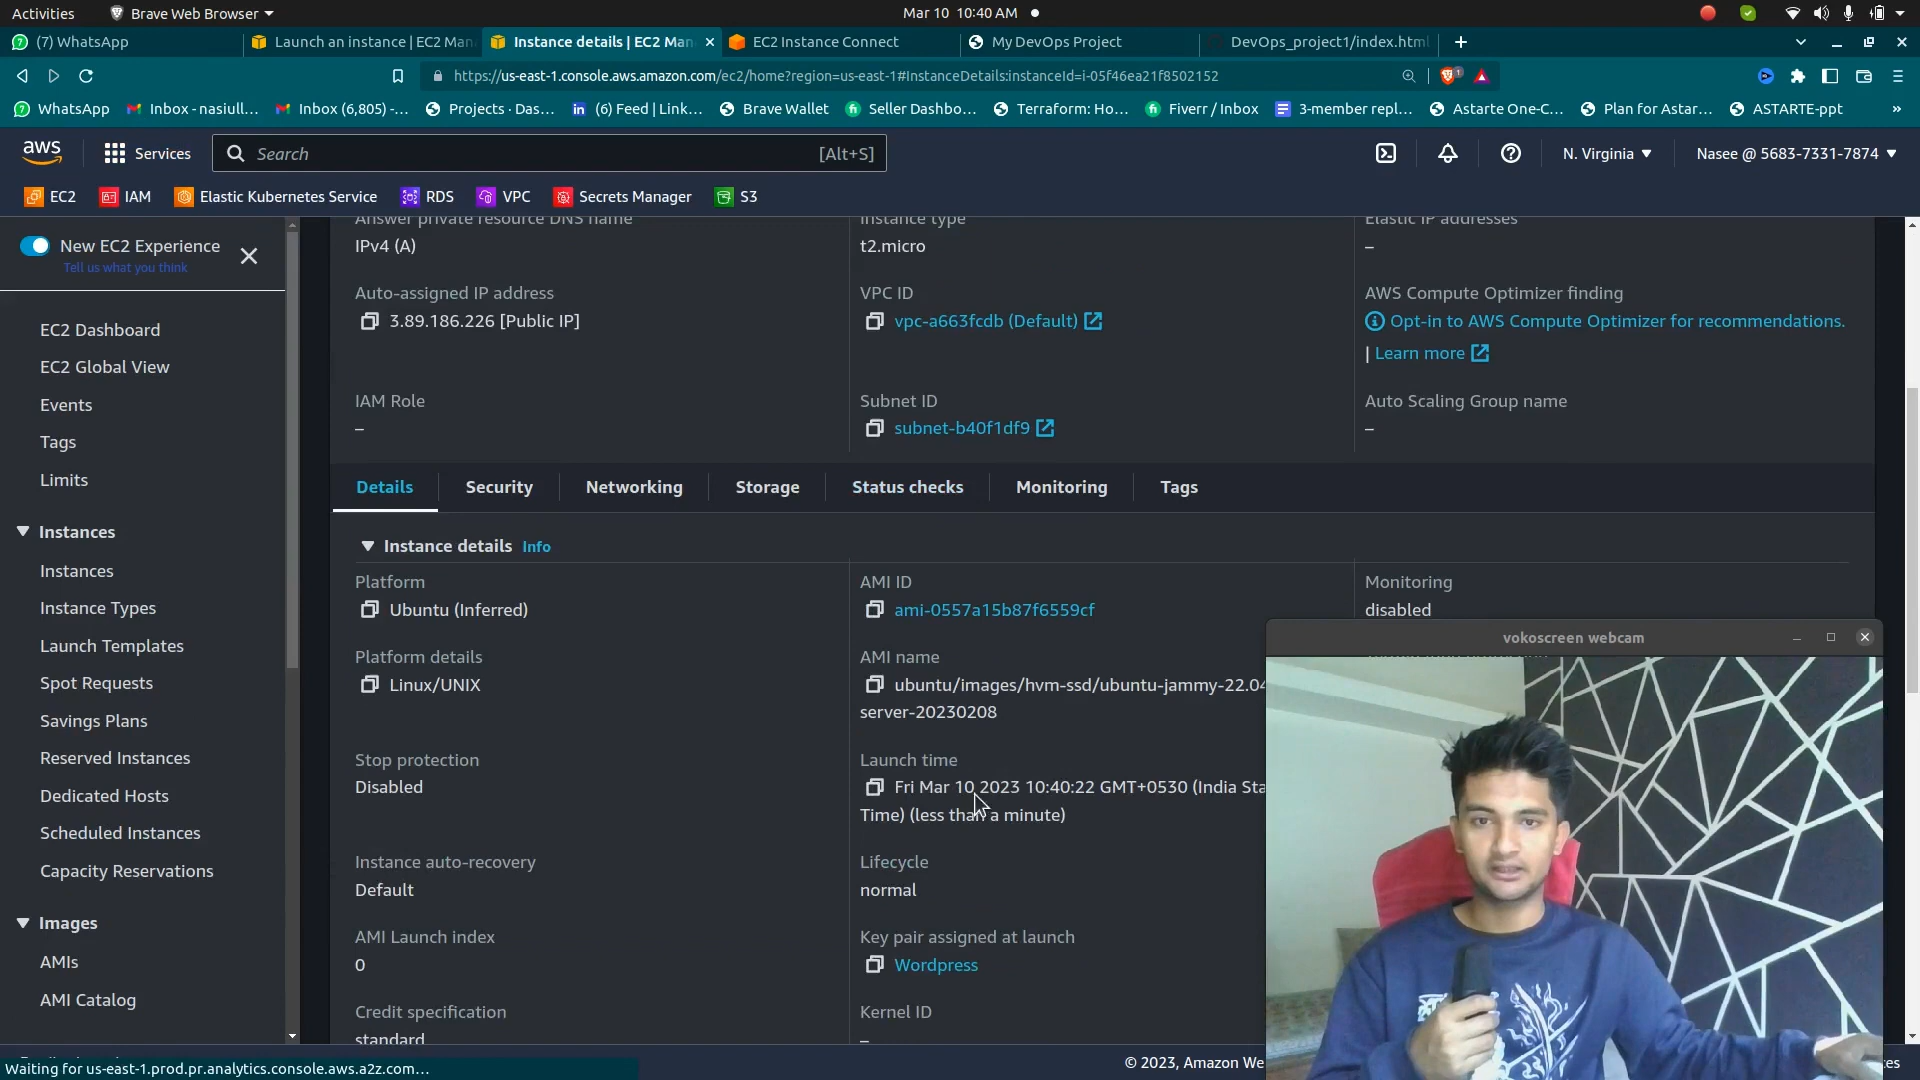 Activities
Brave Web Browser
Mar 10 10:40 AM
(7) WhatsApp
Launch an instance | EC2 Man
Instance details | EC2 Man
EC2 Instance Connect
My DevOps Project
DevOps_project1/index.html
https://us-east-1.console.aws.amazon.com/ec2/home?region=us-east-1#InstanceDetails:instanceId=i-05f46ea21f8502152
WhatsApp
Inbox - nasiull...
Inbox (6,805) -...
Projects · Das...
(6) Feed | Link...
Brave Wallet
Seller Dashbo...
Terraform: Ho...
Fiverr / Inbox
3-member repl...
Astarte One-C...
Plan for Astar...
ASTARTE-ppt
aws
Services
Search
[Alt+S]
N. Virginia
Nasee @ 5683-7331-7874
EC2
IAM
Elastic Kubernetes Service
RDS
VPC
Secrets Manager
S3
New EC2 Experience
Tell us what you think
EC2 Dashboard
EC2 Global View
Events
Tags
Limits
Instances
Instances
Instance Types
Launch Templates
Spot Requests
Savings Plans
Reserved Instances
Dedicated Hosts
Scheduled Instances
Capacity Reservations
Images
AMIs
AMI Catalog
Answer private resource DNS name
IPv4 (A)
Instance type
t2.micro
Elastic IP addresses
–
Auto-assigned IP address
3.89.186.226 [Public IP]
VPC ID
vpc-a663fcdb (Default)
AWS Compute Optimizer finding
Opt-in to AWS Compute Optimizer for recommendations.
| Learn more
IAM Role
–
Subnet ID
subnet-b40f1df9
Auto Scaling Group name
–
Details
Security
Networking
Storage
Status checks
Monitoring
Tags
Instance details Info
Platform
Ubuntu (Inferred)
AMI ID
ami-0557a15b87f6559cf
Monitoring
disabled
Platform details
Linux/UNIX
AMI name
ubuntu/images/hvm-ssd/ubuntu-jammy-22.04
server-20230208
Stop protection
Disabled
Launch time
Fri Mar 10 2023 10:40:22 GMT+0530 (India Sta
Time) (less than a minute)
Instance auto-recovery
Default
Lifecycle
normal
AMI Launch index
0
Key pair assigned at launch
Wordpress
Credit specification
standard
Kernel ID
–
vokoscreen webcam
© 2023, Amazon We
Waiting for us-east-1.prod.pr.analytics.console.aws.a2z.com...